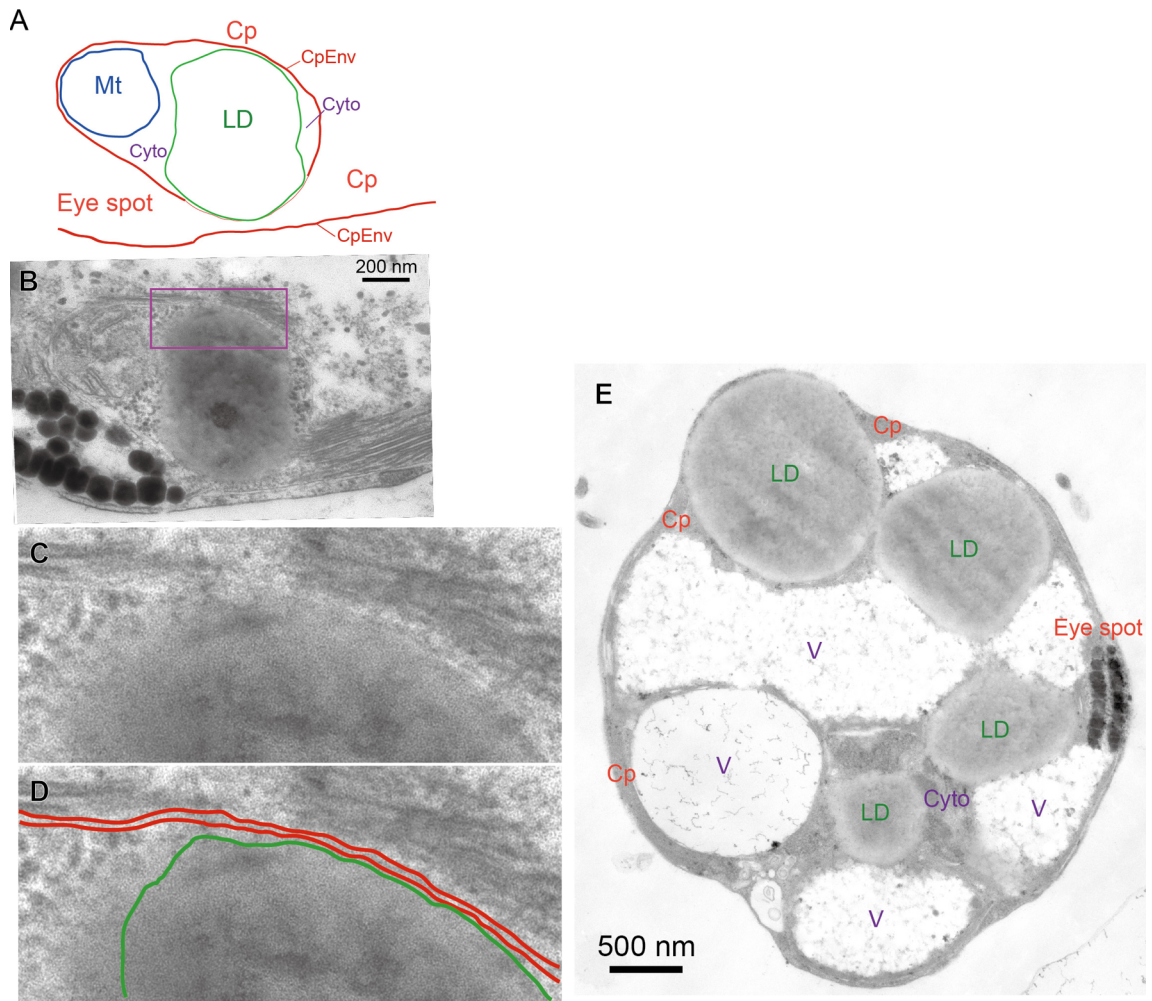 A
Cp
CpEnv
Mt
Cyto
LD
Cyto
Cp
Eye spot
CpEnv
B
200 nm
C
D
E
Cp
LD
Cp
LD
Eye spot
V
LD
V
Cp
Cyto
V
LD
V
500 nm